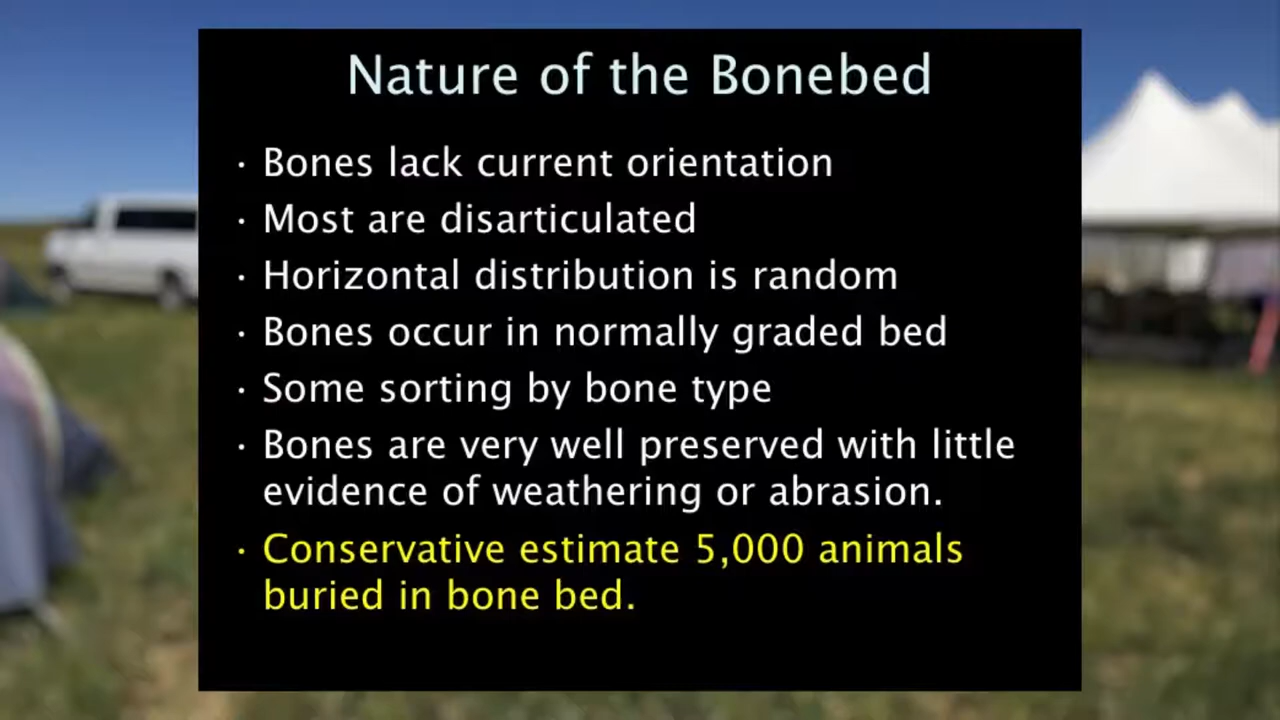 Nature of the Bonebed
· Bones lack current orientation
· Most are disarticulated
· Horizontal distribution is random
· Bones occur in normally graded bed
· Some sorting by bone type
· Bones are very well preserved with little
evidence of weathering or abrasion.
· Conservative estimate 5,000 animals
buried in bone bed.